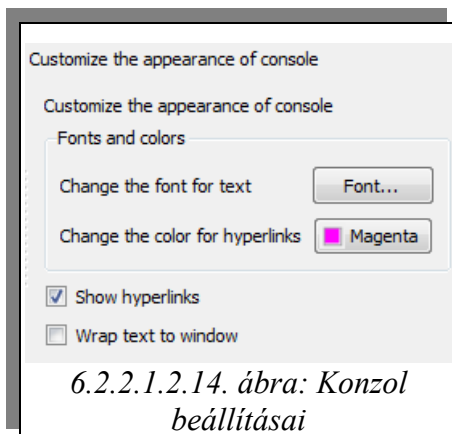 Customize the appearance of console
Customize the appearance of console
Fonts and colors
Change the font for text
Font...
Change the color for hyperlinks
Magenta
Show hyperlinks
Wrap text to window
6.2.2.1.2.14. ábra: Konzol
beállításai